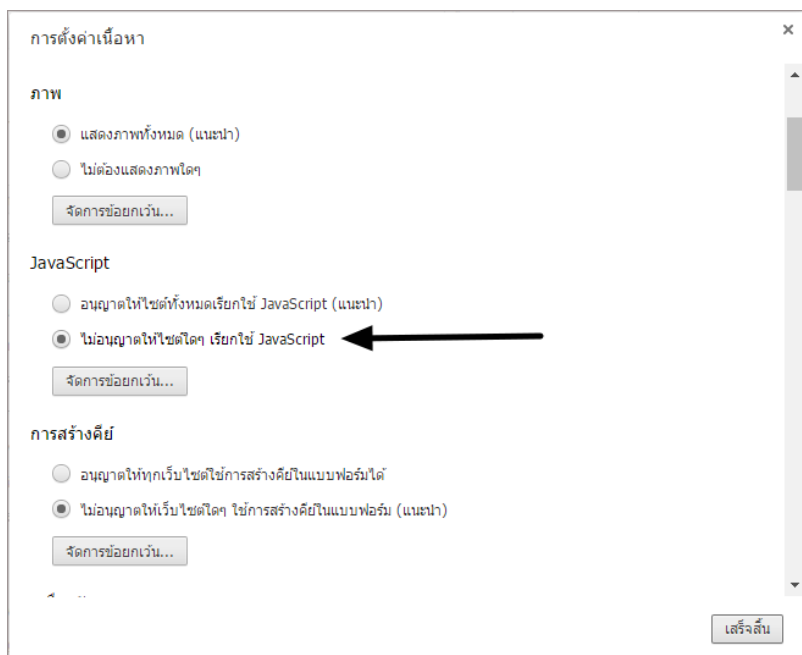 การตั้งค่าเนื้อหา
ภาพ
แสดงภาพทั้งหมด (แนะนำ)
ไม่ต้องแสดงภาพใดๆ
จัดการข้อยกเว้น...
JavaScript
อนุญาตให้ไซต์ทั้งหมดเรียกใช้ JavaScript (แนะนำ)
ไม่อนุญาตให้ไซต์ใดๆ เรียกใช้ JavaScript
จัดการข้อยกเว้น...
การสร้างคีย์
อนุญาตให้ทุกเว็บไซต์ใช้การสร้างคีย์ในแบบฟอร์มได้
ไม่อนุญาตให้เว็บไซต์ใดๆ ใช้การสร้างคีย์ในแบบฟอร์ม (แนะนำ)
จัดการข้อยกเว้น...
เสร็จสิ้น